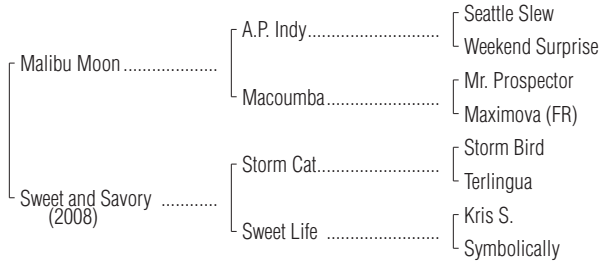 Seattle Slew
A.P. Indy
Weekend Surprise
Malibu Moon
Mr. Prospector
Macoumba
Maximova (FR)
Storm Bird
Storm Cat
Terlingua
Sweet and Savory
(2008)
Kris S.
Sweet Life
Symbolically